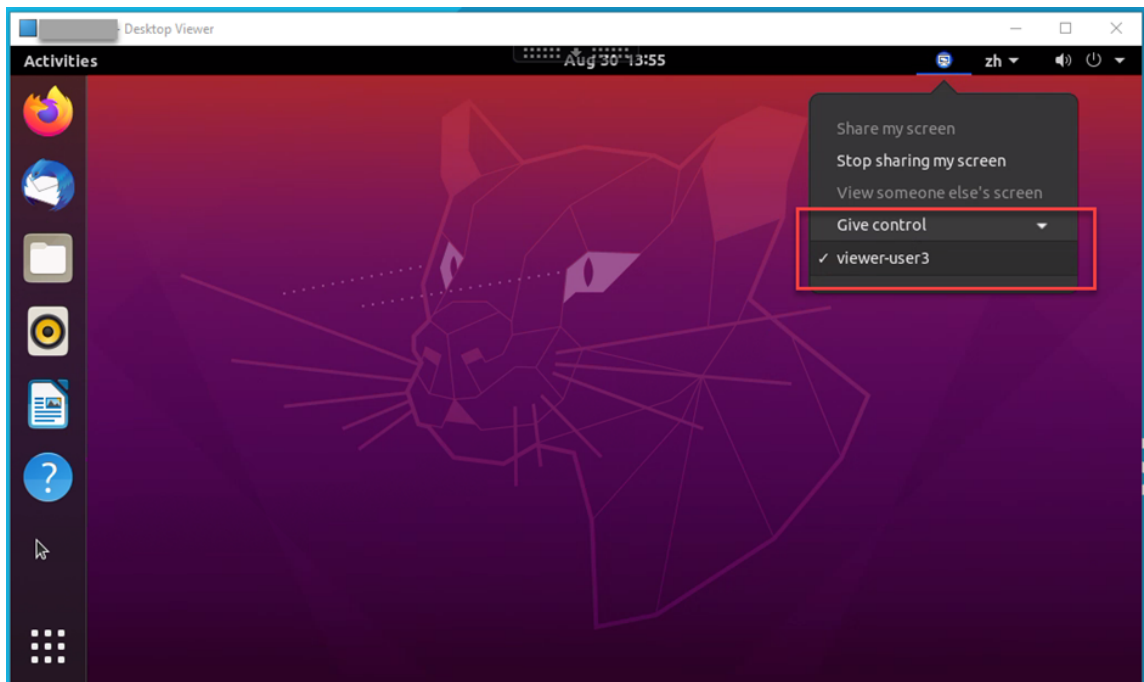 - Desktop Viewer
Activities
Aug 30 13:55
zh
Share my screen
Stop sharing my screen
View someone else's screen
Give control
✓ viewer-user3
?